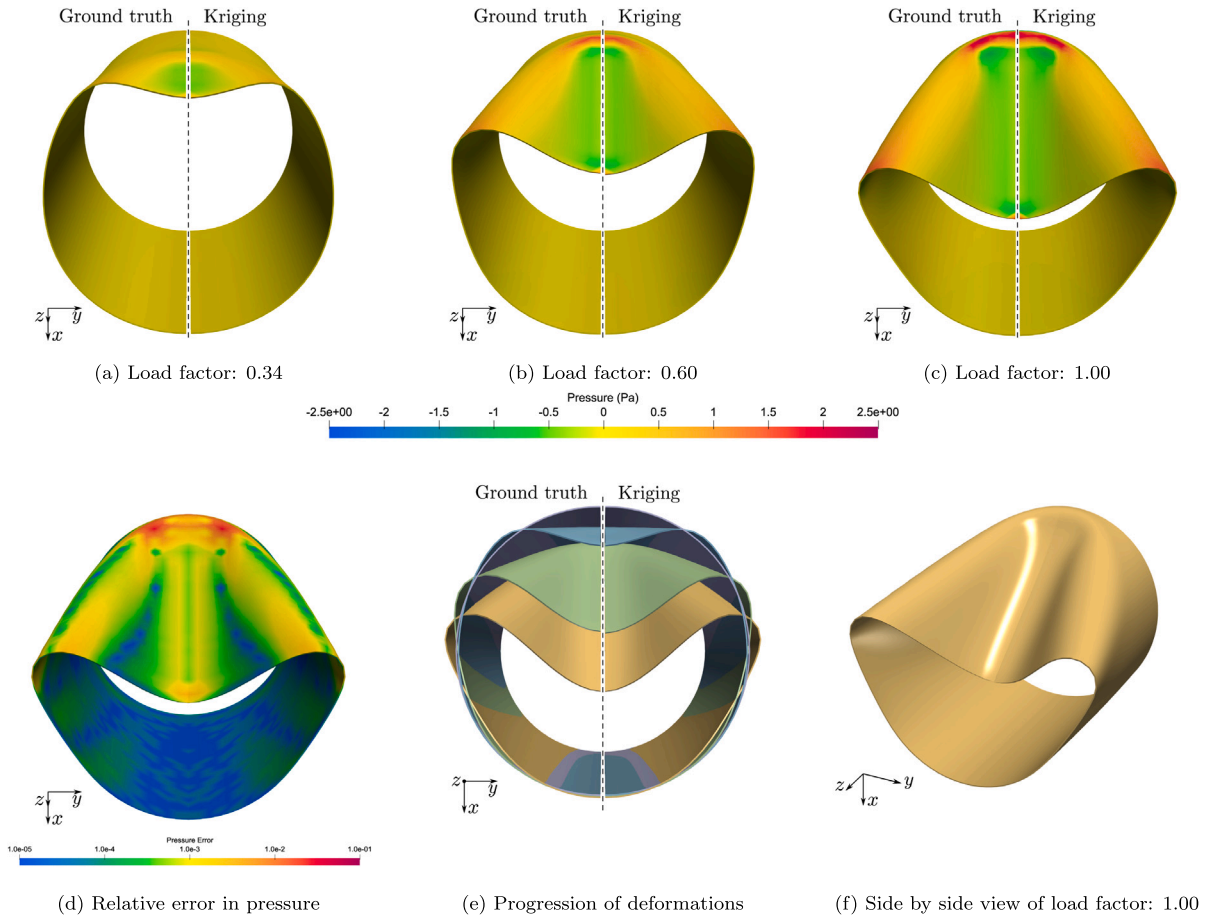 Ground truth Kriging
Ground truth Kriging
Ground truth Kriging
z y
x
z y
x
z y
x
(a) Load factor: 0.34
(b) Load factor: 0.60
(c) Load factor: 1.00
Pressure (Pa)
-2.5e+00 -2 -1.5 -1 -0.5 0 0.5 1 1.5 2 2.5e+00
Ground truth Kriging
z y
x
z y
x
z y
x
Pressure Error
1.0e-05 1.0e-4 1.0e-3 1.0e-2 1.0e-01
(d) Relative error in pressure
(e) Progression of deformations
(f) Side by side view of load factor: 1.00